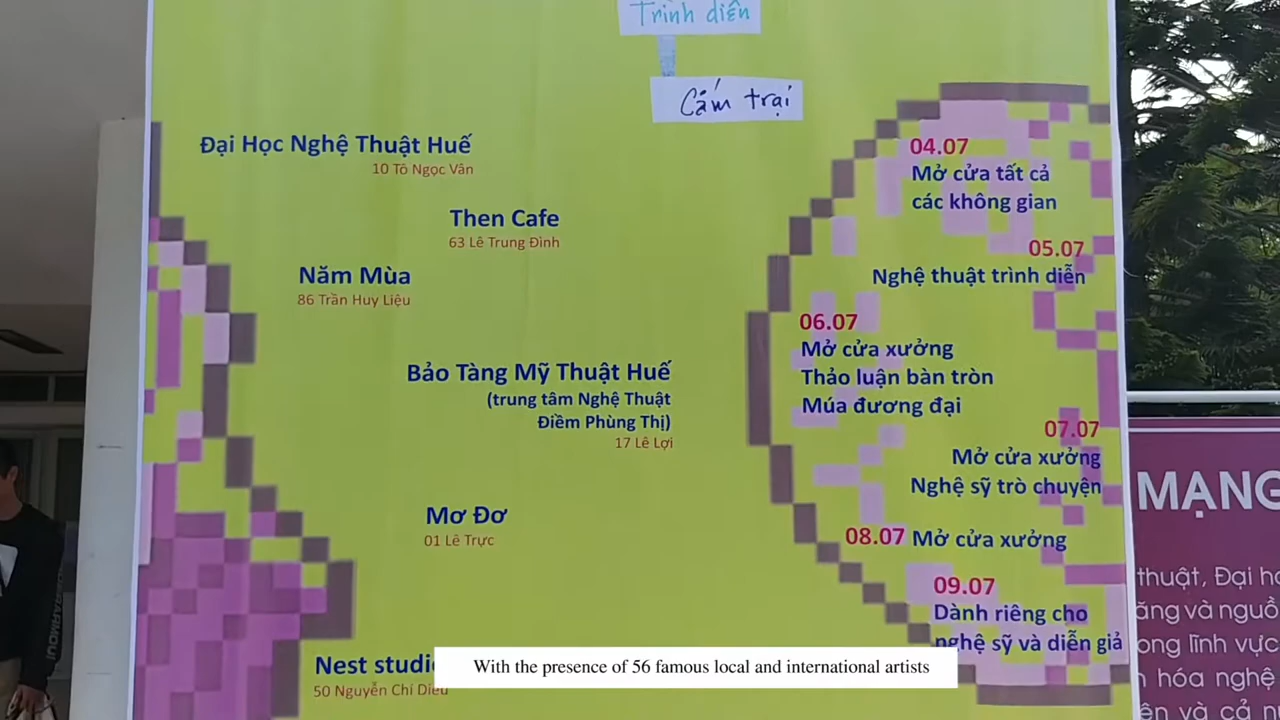 Trình diễn
Cắm trại
Đại Học Nghệ Thuật Huế
10 Tô Ngọc Vân
Then Cafe
63 Lê Trung Đình
Năm Mùa
86 Trần Huy Liệu
Bảo Tàng Mỹ Thuật Huế
(trung tâm Nghệ Thuật
Điềm Phùng Thị)
17 Lê Lợi
Mơ Đơ
01 Lê Trực
Nest studio
50 Nguyễn Chí Diểu
04.07
Mở cửa tất cả
các không gian
05.07
Nghệ thuật trình diễn
06.07
Mở cửa xưởng
Thảo luận bàn tròn
Múa đương đại
07.07
Mở cửa xưởng
Nghệ sỹ trò chuyện
08.07 Mở cửa xưởng
09.07
Dành riêng cho
nghệ sỹ và diễn giả
MẠNG
thuật, Đại
và nguồ
lĩnh vực
hóa nghệ
và cả
With the presence of 56 famous local and international artists